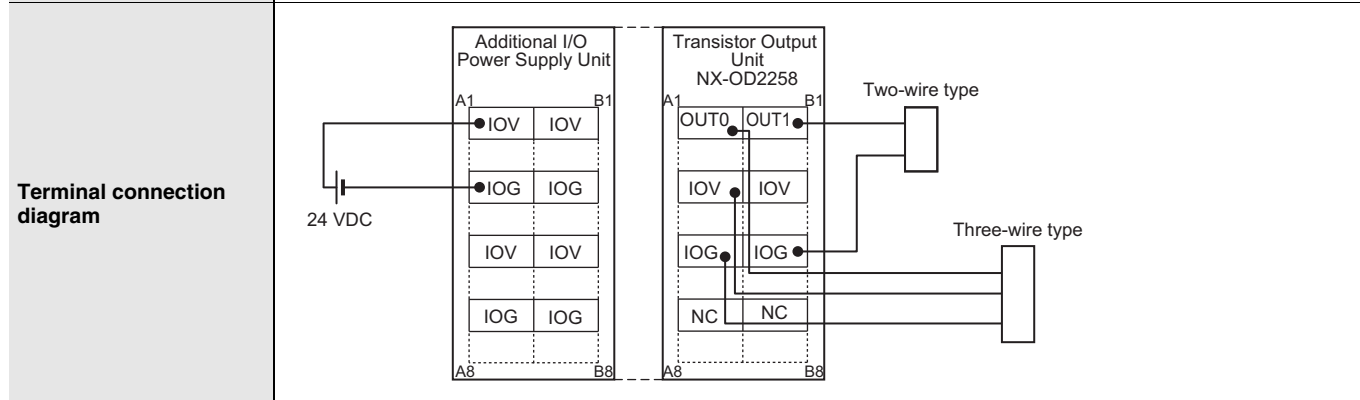 Terminal connection
diagram
24 VDC
Additional I/O
Power Supply Unit
A1 B1
IOV IOV
IOG IOG
IOV IOV
IOG IOG
A8 B8
Transistor Output
Unit
NX-OD2258
A1 B1
OUT0 OUT1
IOV IOV
IOG IOG
NC NC
A8 B8
Two-wire type
Three-wire type